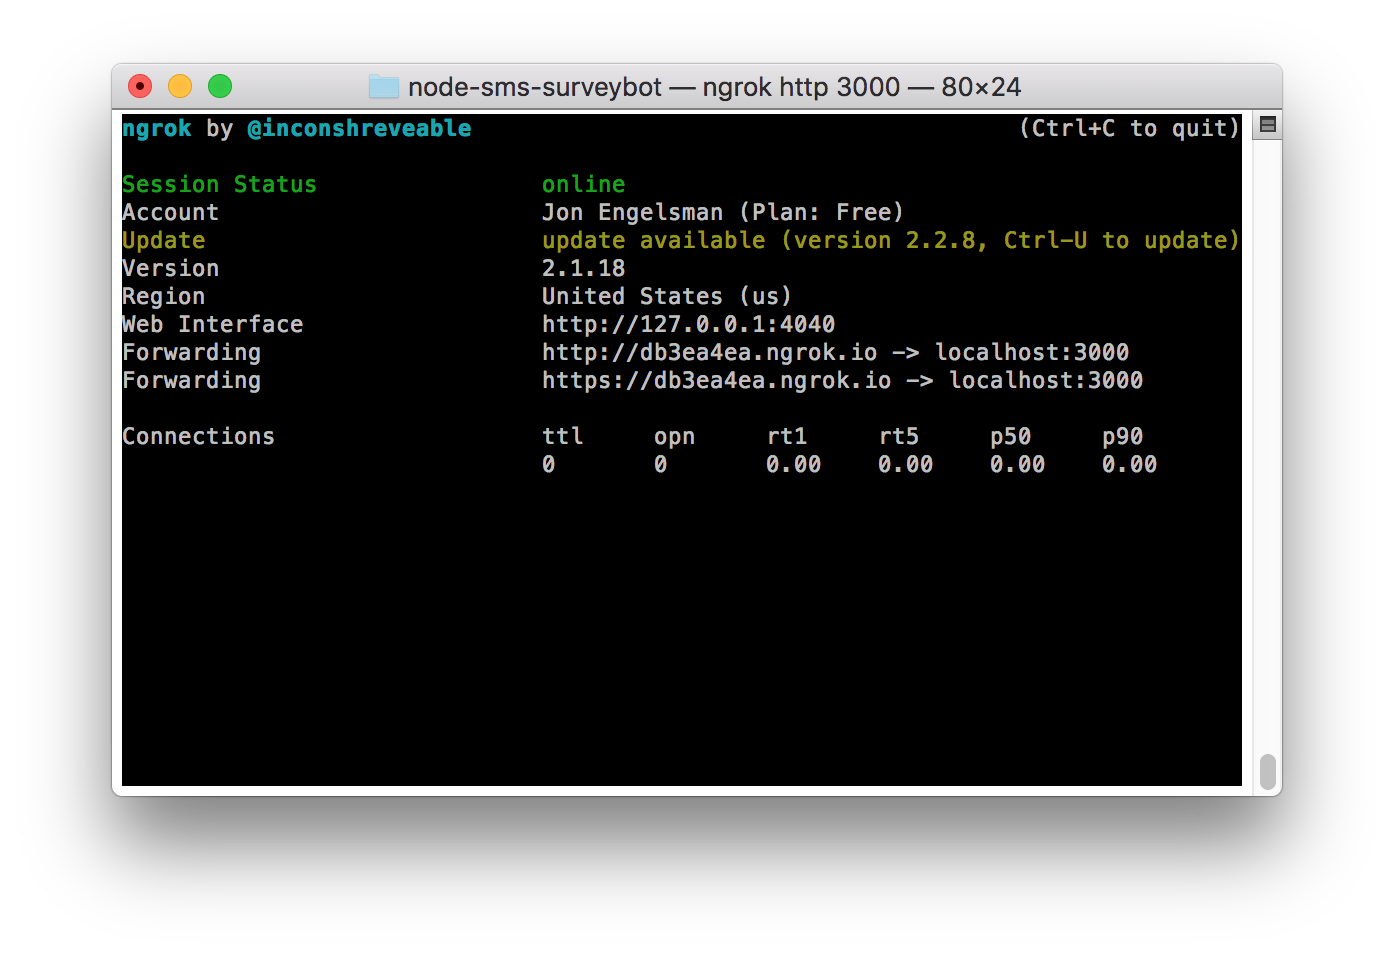 node-sms-surveybot — ngrok http 3000 — 80×24
ngrok by @inconshreveable (Ctrl+C to quit)
Session Status online
Account Jon Engelsman (Plan: Free)
Update update available (version 2.2.8, Ctrl-U to update)
Version 2.1.18
Region United States (us)
Web Interface http://127.0.0.1:4040
Forwarding http://db3ea4ea.ngrok.io -> localhost:3000
Forwarding https://db3ea4ea.ngrok.io -> localhost:3000
Connections ttl opn rt1 rt5 p50 p90
0 0 0.00 0.00 0.00 0.00